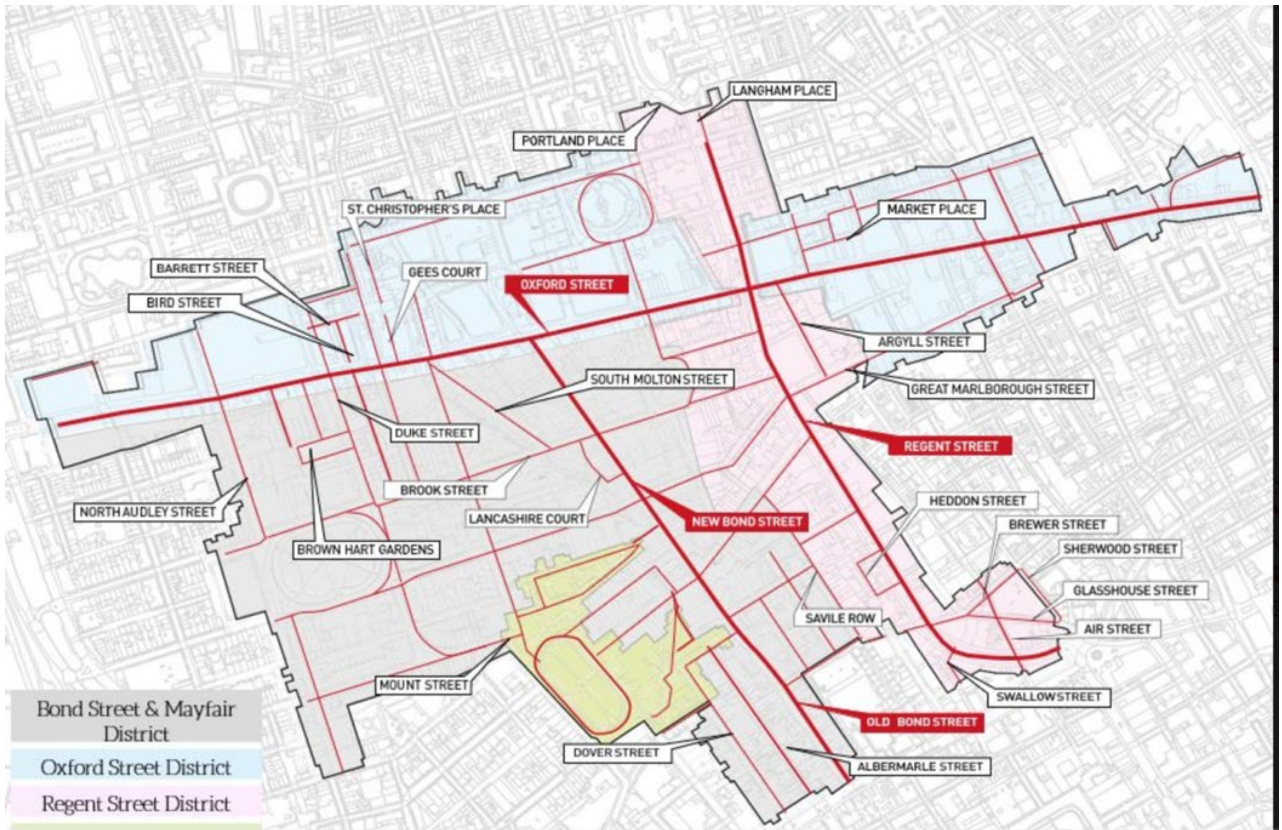 LANGHAM PLACE
PORTLAND PLACE
ST. CHRISTOPHER'S PLACE
MARKET PLACE
BARRETT STREET
GEES COURT
BIRD STREET
OXFORD STREET
ARGYLL STREET
SOUTH MOLTON STREET
GREAT MARLBOROUGH STREET
DUKE STREET
REGENT STREET
BROOK STREET
HEDDON STREET
NORTH AUDLEY STREET
LANCASHIRE COURT
NEW BOND STREET
BREWER STREET
BROWN HART GARDENS
SHERWOOD STREET
GLASSHOUSE STREET
SAVILE ROW
AIR STREET
MOUNT STREET
SWALLOW STREET
OLD BOND STREET
DOVER STREET
ALBERMARLE STREET
Bond Street & Mayfair
District
Oxford Street District
Regent Street District